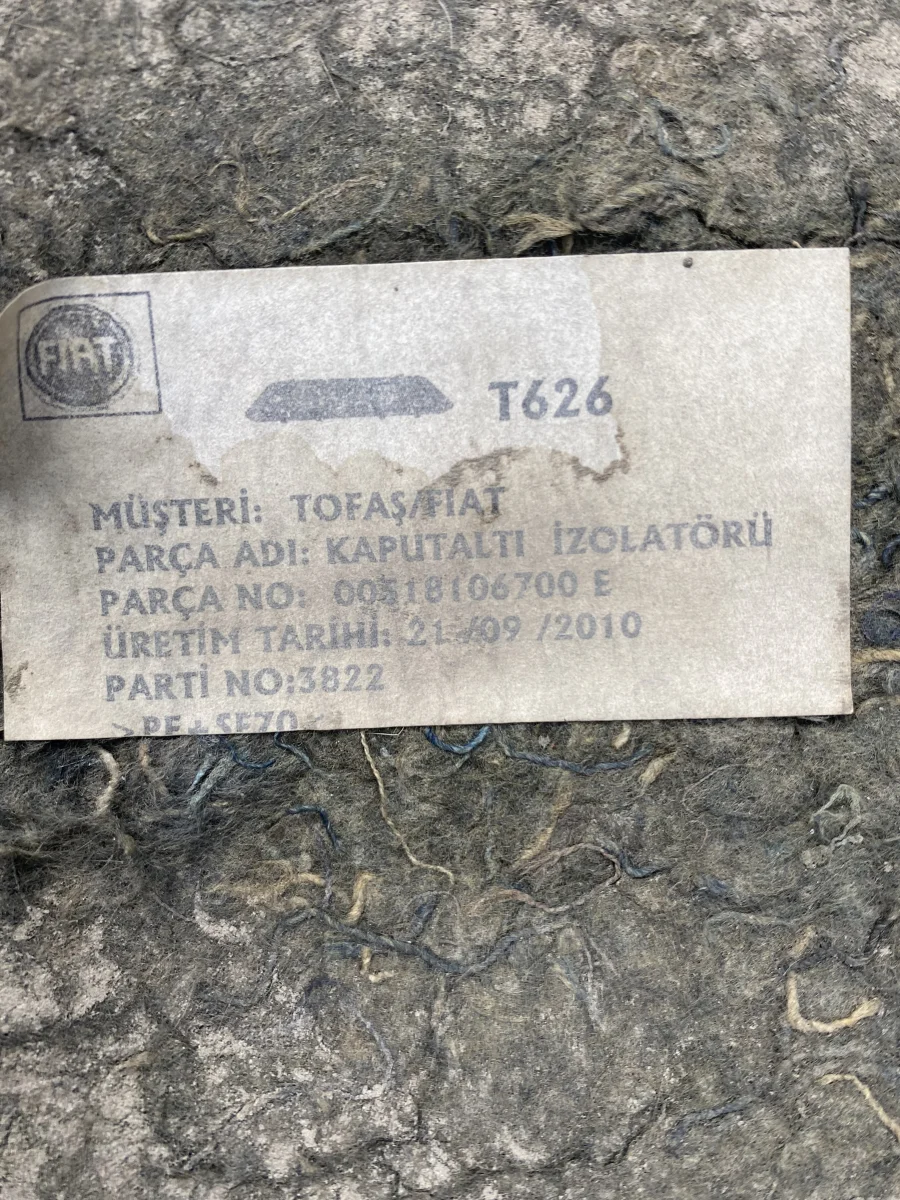 FIAT
T626
MÜŞTERİ: TOFAŞ/FIAT
PARÇA ADI: KAPUTALTI İZOLATÖRÜ
PARÇA NO: 00518106700 E
ÜRETİM TARİHİ: 21 /09 /2010
PARTİ NO:3822